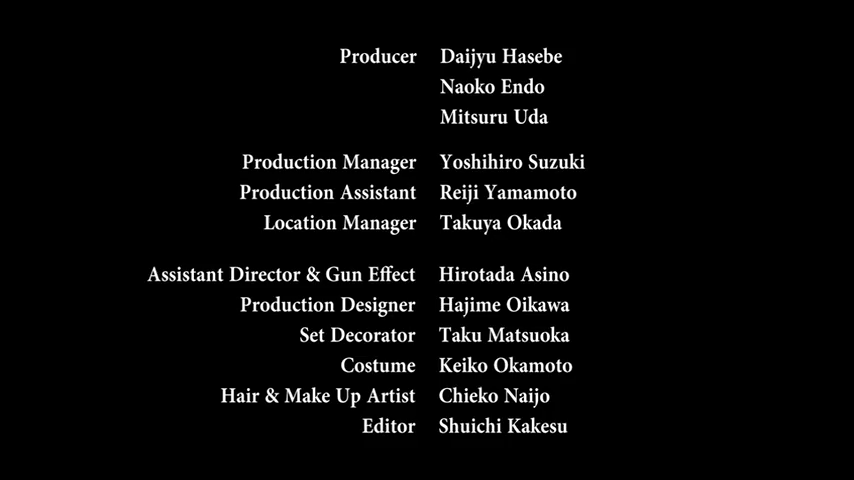 Producer Daijyu Hasebe
Naoko Endo
Mitsuru Uda
Production Manager Yoshihiro Suzuki
Production Assistant Reiji Yamamoto
Location Manager Takuya Okada
Assistant Director & Gun Effect Hirotada Asino
Production Designer Hajime Oikawa
Set Decorator Taku Matsuoka
Costume Keiko Okamoto
Hair & Make Up Artist Chieko Naijo
Editor Shuichi Kakesu